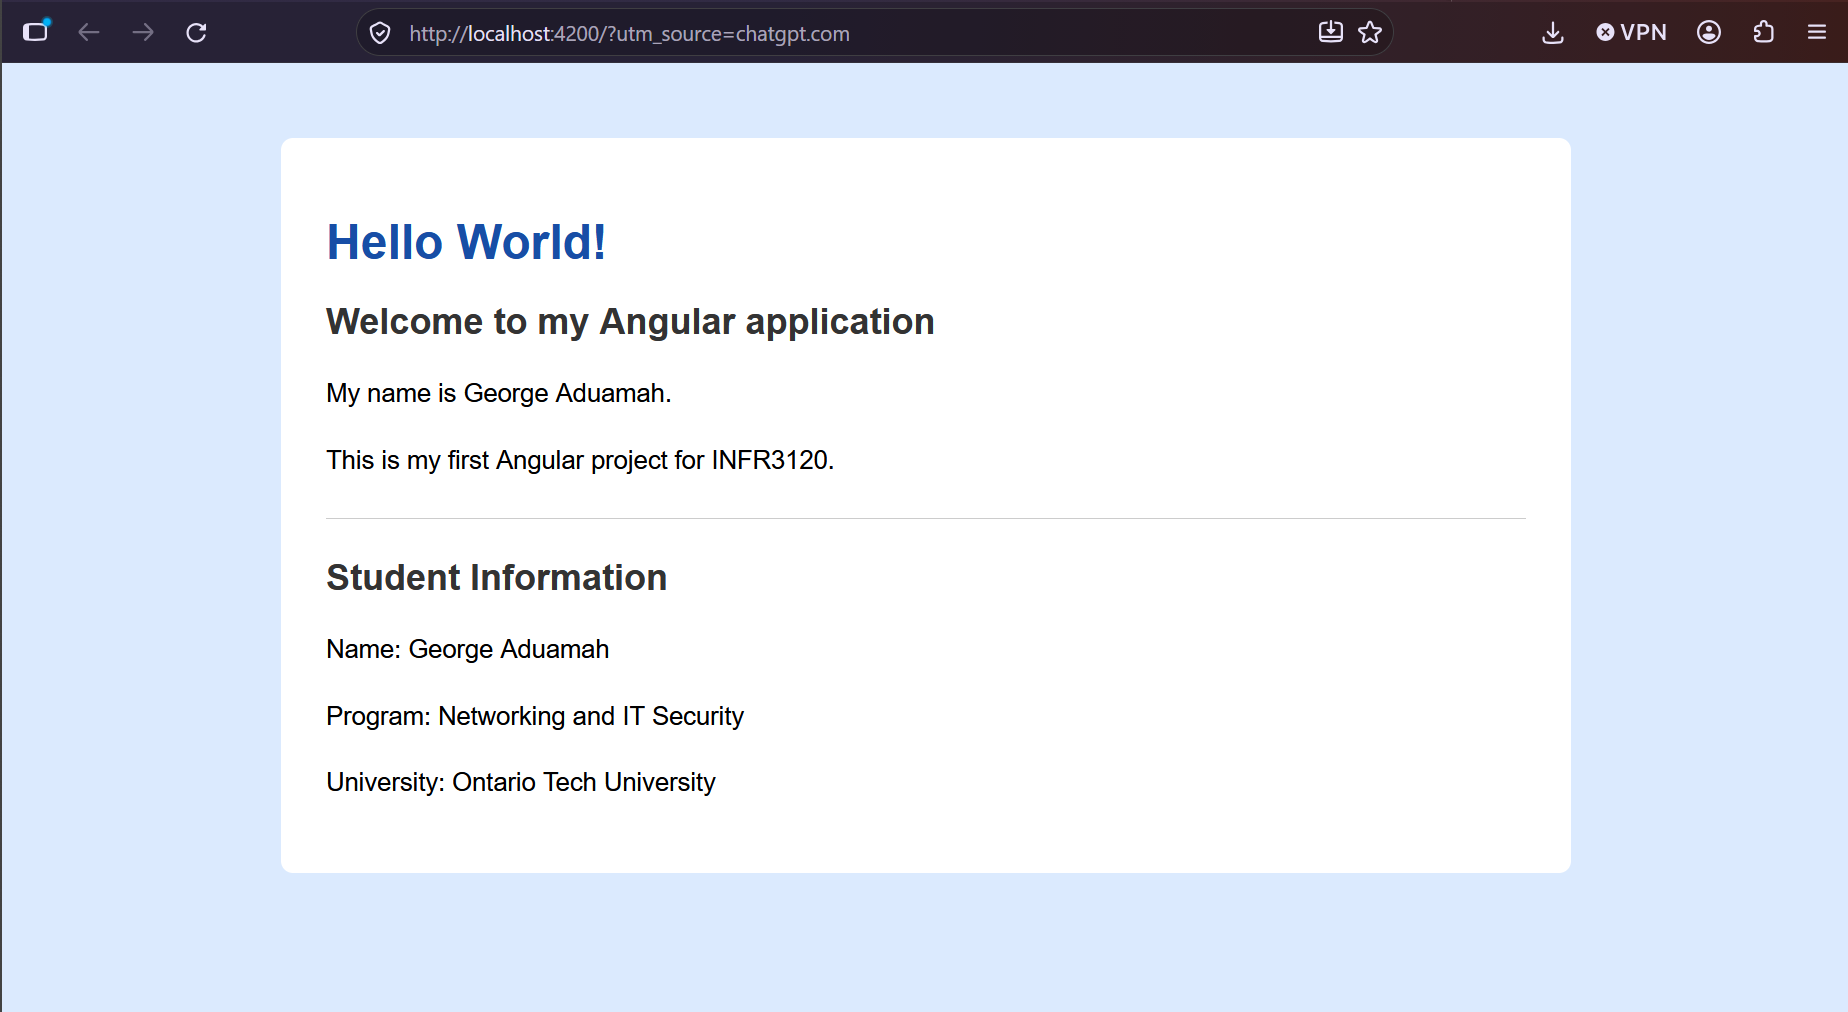 http://localhost:4200/?utm_source=chatgpt.com
VPN
Hello World!
Welcome to my Angular application
My name is George Aduamah.
This is my first Angular project for INFR3120.
Student Information
Name: George Aduamah
Program: Networking and IT Security
University: Ontario Tech University